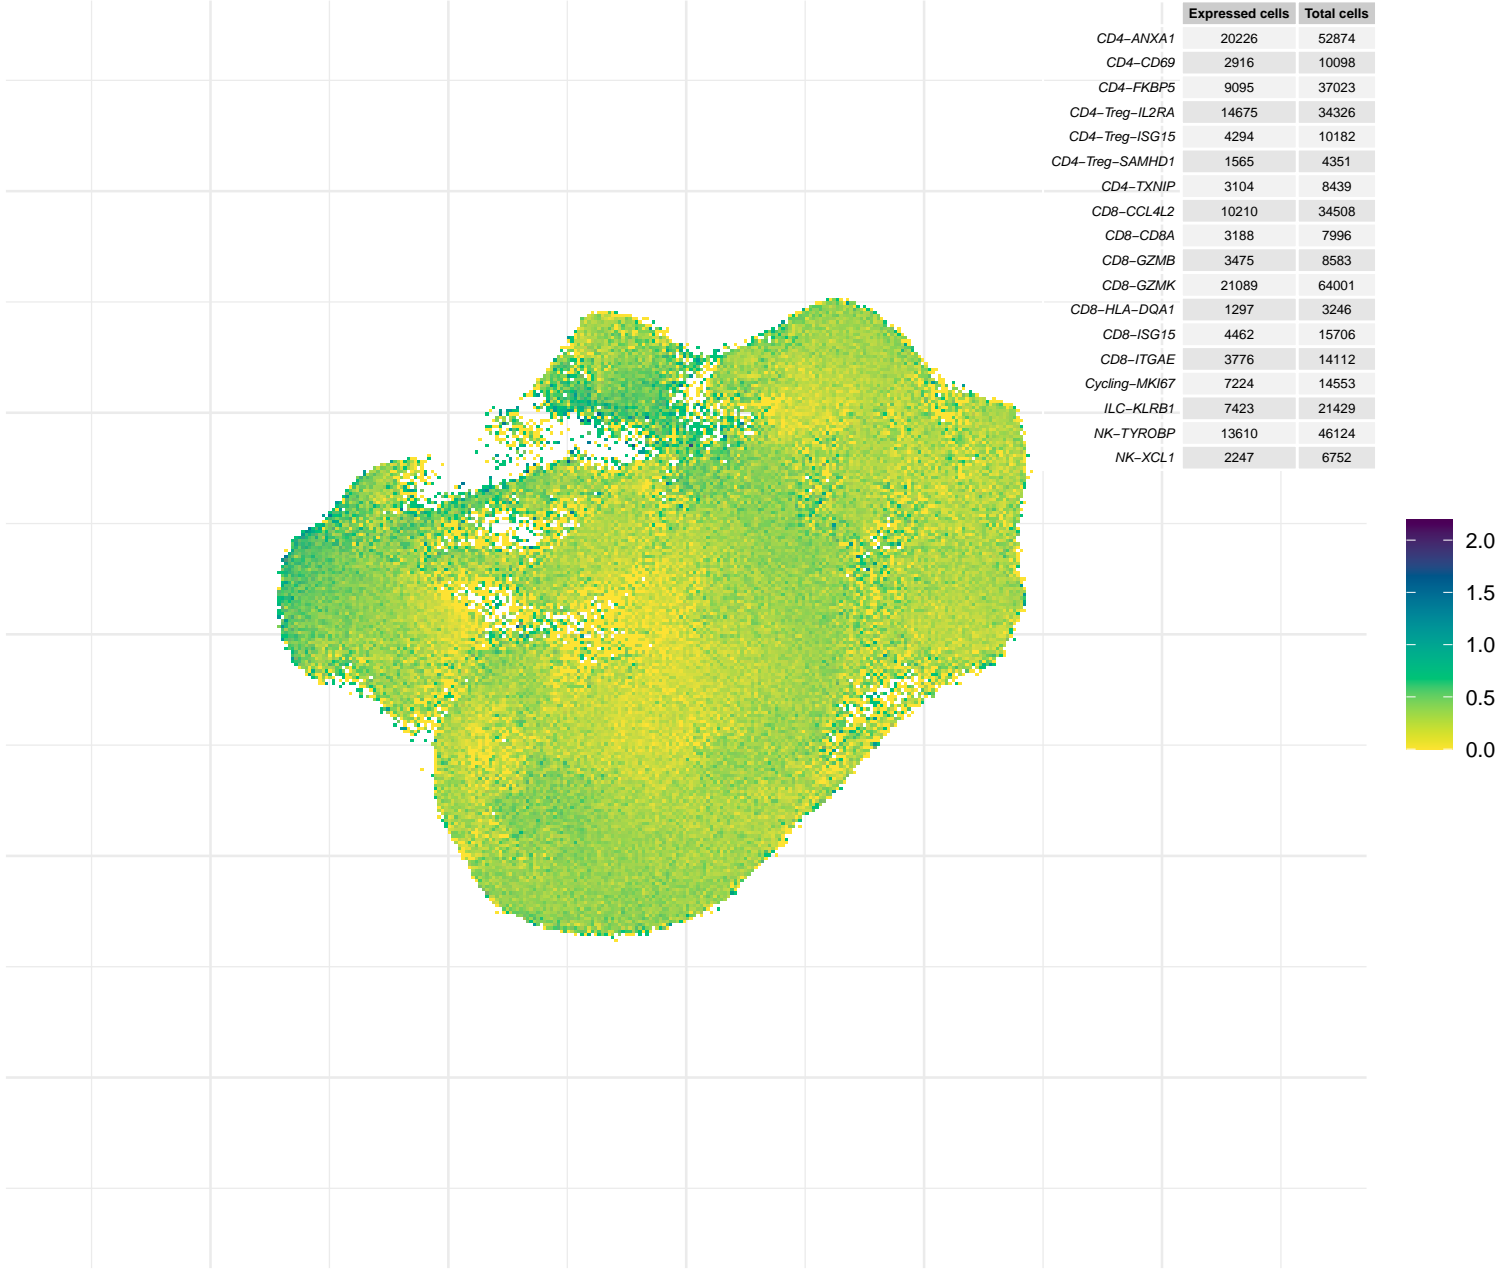 Expressed cells Total cells
CD4−ANXA1 20226 52874
CD4−CD69 2916 10098
CD4−FKBP5 9095 37023
CD4−Treg−IL2RA 14675 34326
CD4−Treg−ISG15 4294 10182
CD4−Treg−SAMHD1 1565 4351
CD4−TXNIP 3104 8439
CD8−CCL4L2 10210 34508
CD8−CD8A 3188 7996
CD8−GZMB 3475 8583
CD8−GZMK 21089 64001
CD8−HLA−DQA1 1297 3246
CD8−ISG15 4462 15706
CD8−ITGAE 3776 14112
Cycling−MKI67 7224 14553
ILC−KLRB1 7423 21429
NK−TYROBP 13610 46124
NK−XCL1 2247 6752
2.0
1.5
1.0
0.5
0.0